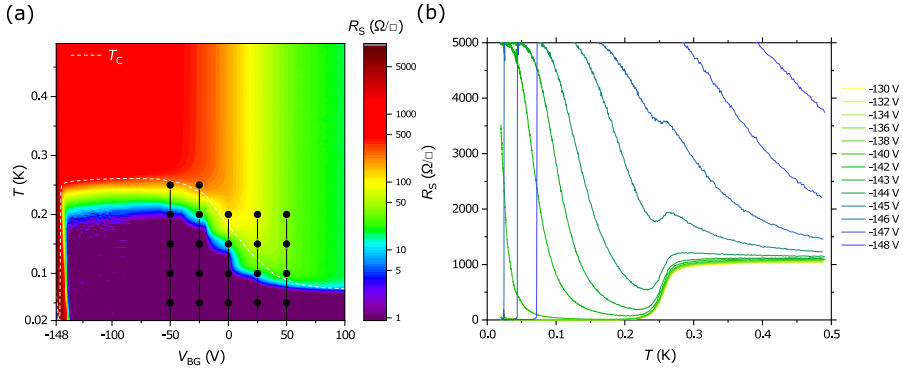 (a)
R_S (Ω/□)
T_C
5000
1000
500
100
50
10
5
1
R_S (Ω/□)
0.4
0.3
0.2
0.1
0.02
T (K)
-148
-100
-50
0
50
100
V_BG (V)
(b)
5000
4000
3000
2000
1000
0
R_S (Ω/□)
0.0
0.1
0.2
0.3
0.4
0.5
T (K)
-130 V
-132 V
-134 V
-136 V
-138 V
-140 V
-142 V
-143 V
-144 V
-145 V
-146 V
-147 V
-148 V